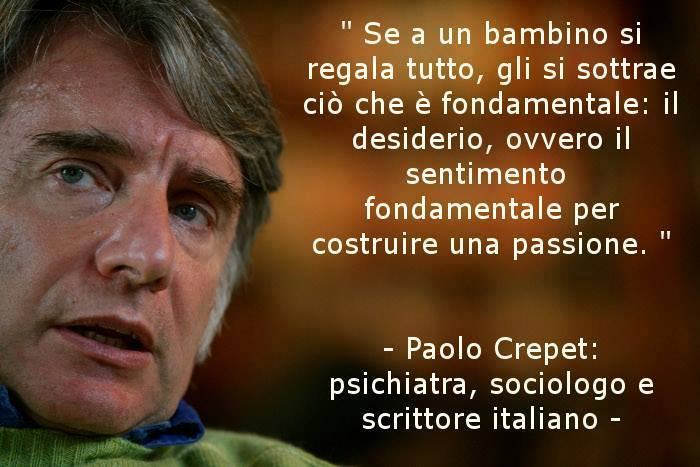 " Se a un bambino si
regala tutto, gli si sottrae
ciò che è fondamentale: il
desiderio, ovvero il
sentimento
fondamentale per
costruire una passione. "
- Paolo Crepet:
psichiatra, sociologo e
scrittore italiano -